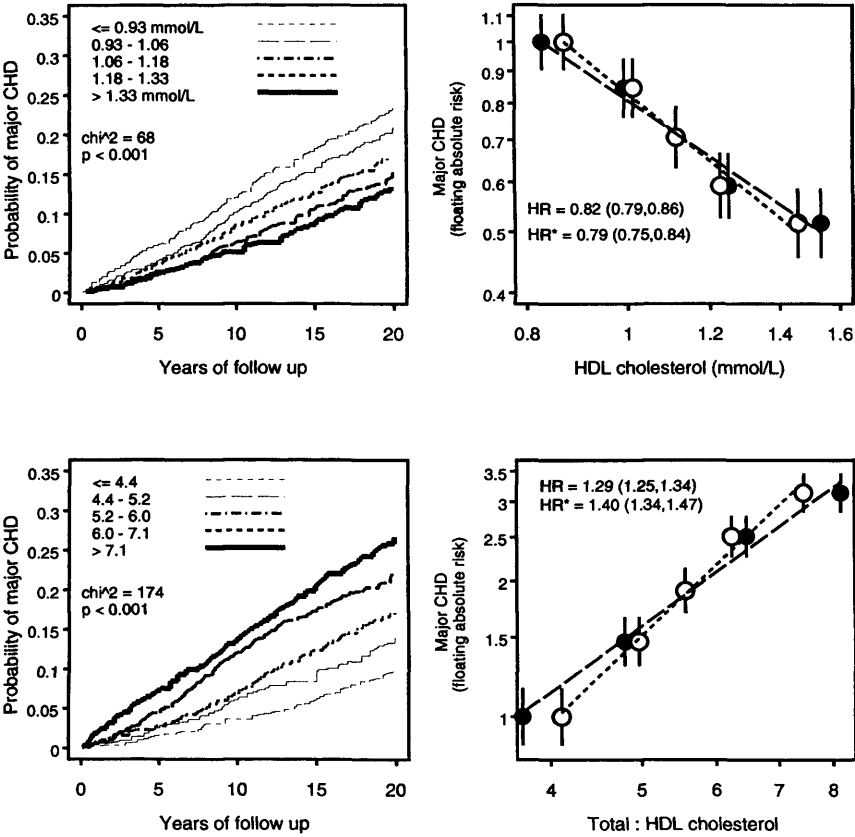 0.35
0.3
0.25
0.2
0.15
0.1
0.05
0
Probability of major CHD
<= 0.93 mmol/L
0.93 - 1.06
1.06 - 1.18
1.18 - 1.33
> 1.33 mmol/L
chi^2 = 68
p < 0.001
0 5 10 15 20
Years of follow up
1.1
1
0.9
0.8
0.7
0.6
0.5
0.4
Major CHD
(floating absolute risk)
HR = 0.82 (0.79,0.86)
HR* = 0.79 (0.75,0.84)
0.8 1 1.2 1.4 1.6
HDL cholesterol (mmol/L)
0.35
0.3
0.25
0.2
0.15
0.1
0.05
0
Probability of major CHD
<= 4.4
4.4 - 5.2
5.2 - 6.0
6.0 - 7.1
> 7.1
chi^2 = 174
p < 0.001
0 5 10 15 20
Years of follow up
3.5
3
2.5
2
1.5
1
Major CHD
(floating absolute risk)
HR = 1.29 (1.25,1.34)
HR* = 1.40 (1.34,1.47)
4 5 6 7 8
Total : HDL cholesterol